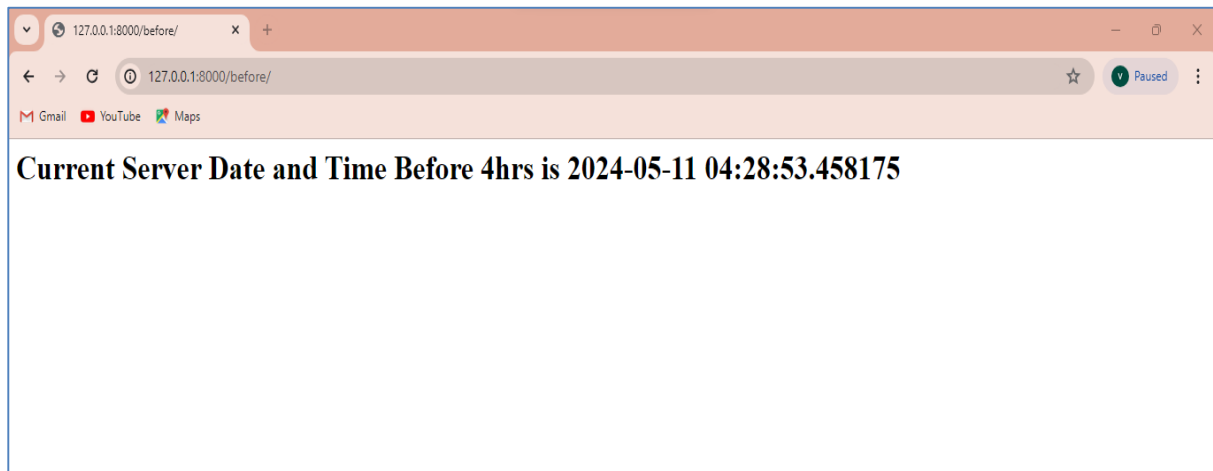 127.0.0.1:8000/before/
127.0.0.1:8000/before/
V Paused
Gmail YouTube Maps
Current Server Date and Time Before 4hrs is 2024-05-11 04:28:53.458175